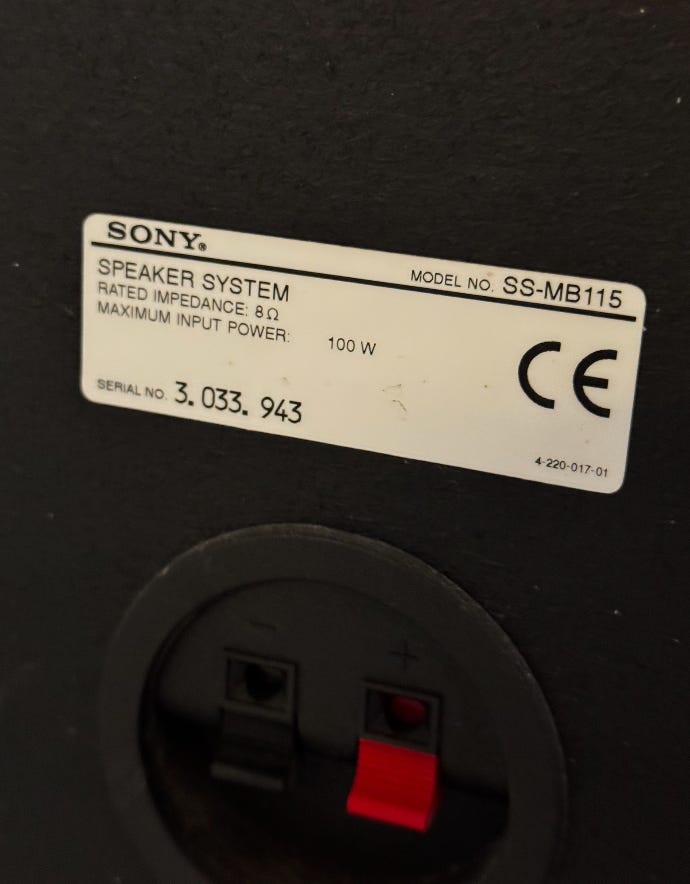 SONY®
MODEL NO. SS-MB115
SPEAKER SYSTEM
RATED IMPEDANCE: 8Ω
MAXIMUM INPUT POWER: 100 W
CE
SERIAL NO. 3. 033. 943
4-220-017-01
− +